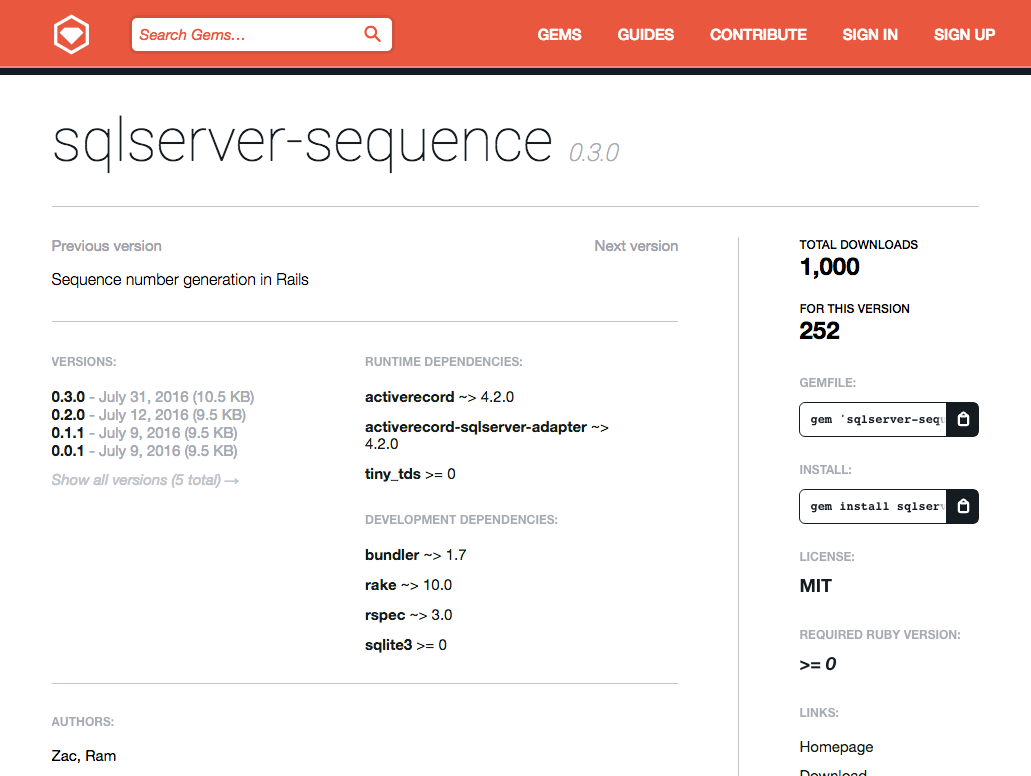 Search Gems…
GEMS GUIDES CONTRIBUTE SIGN IN SIGN UP
sqlserver-sequence 0.3.0
Previous version Next version
Sequence number generation in Rails
VERSIONS:
0.3.0 - July 31, 2016 (10.5 KB)
0.2.0 - July 12, 2016 (9.5 KB)
0.1.1 - July 9, 2016 (9.5 KB)
0.0.1 - July 9, 2016 (9.5 KB)
Show all versions (5 total) →
RUNTIME DEPENDENCIES:
activerecord ~> 4.2.0
activerecord-sqlserver-adapter ~>
4.2.0
tiny_tds >= 0
DEVELOPMENT DEPENDENCIES:
bundler ~> 1.7
rake ~> 10.0
rspec ~> 3.0
sqlite3 >= 0
AUTHORS:
Zac, Ram
TOTAL DOWNLOADS
1,000
FOR THIS VERSION
252
GEMFILE:
gem 'sqlserver-sequ
INSTALL:
gem install sqlserv
LICENSE:
MIT
REQUIRED RUBY VERSION:
>= 0
LINKS:
Homepage
Download